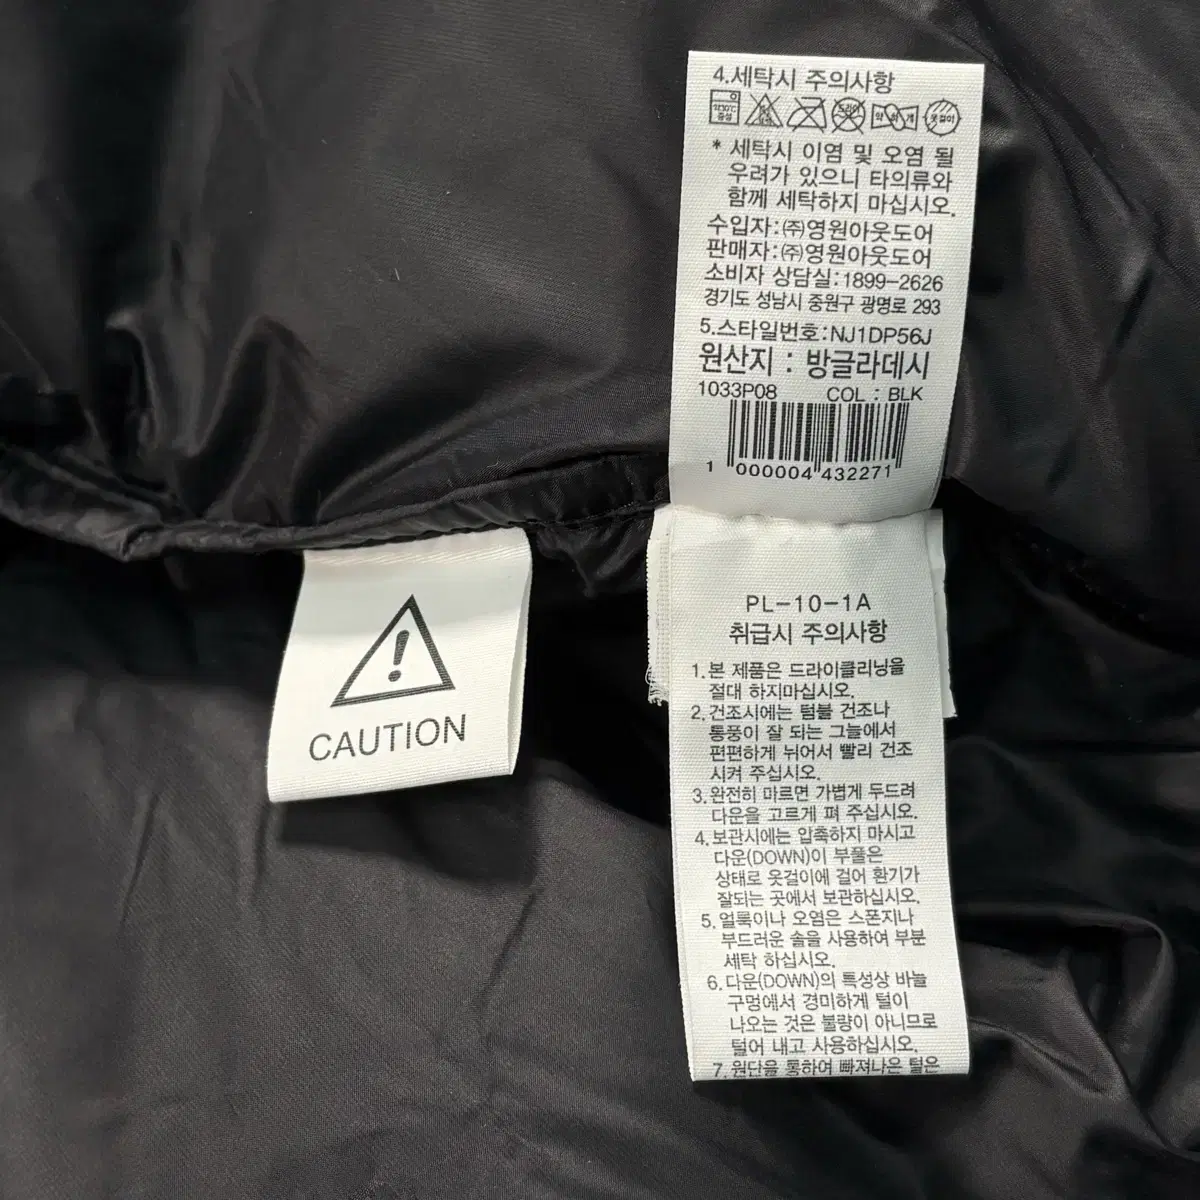 4.세탁시 주의사항
약30℃
중성
드라이
약 하 게
옷걸이
* 세탁시 이염 및 오염 될
우려가 있으니 타의류와
함께 세탁하지 마십시오.
수입자:㈜영원아웃도어
판매자:㈜영원아웃도어
소비자 상담실:1899-2626
경기도 성남시 중원구 광명로 293
5.스타일번호:NJ1DP56J
원산지 : 방글라데시
1033P08 COL : BLK
1 000004 432271
CAUTION
PL-10-1A
취급시 주의사항
1.본 제품은 드라이클리닝을
절대 하지마십시오.
2.건조시에는 텀블 건조나
통풍이 잘 되는 그늘에서
편편하게 뉘어서 빨리 건조
시켜 주십시오.
3.완전히 마르면 가볍게 두드려
다운을 고르게 펴 주십시오.
4.보관시에는 압축하지 마시고
다운(DOWN)이 부풀은
상태로 옷걸이에 걸어 환기가
잘되는 곳에서 보관하십시오.
5.얼룩이나 오염은 스폰지나
부드러운 솔을 사용하여 부분
세탁 하십시오.
6.다운(DOWN)의 특성상 바늘
구멍에서 경미하게 털이
나오는 것은 불량이 아니므로
털어 내고 사용하십시오.
7.원단을 통하여 빠져나온 털은